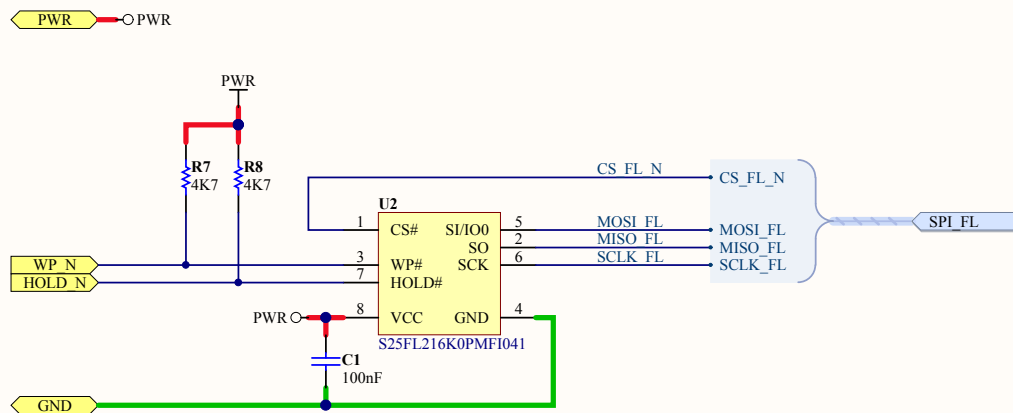 PWR
PWR
PWR
R7
4K7
R8
4K7
CS_FL_N
CS_FL_N
U2
1
CS#
SI/IO0
5
MOSI_FL
MOSI_FL
SPI_FL
SO
2
MISO_FL
MISO_FL
WP_N
3
WP#
SCK
6
SCLK_FL
SCLK_FL
HOLD_N
7
HOLD#
PWR
8
VCC
GND
4
S25FL216K0PMFI041
C1
100nF
GND